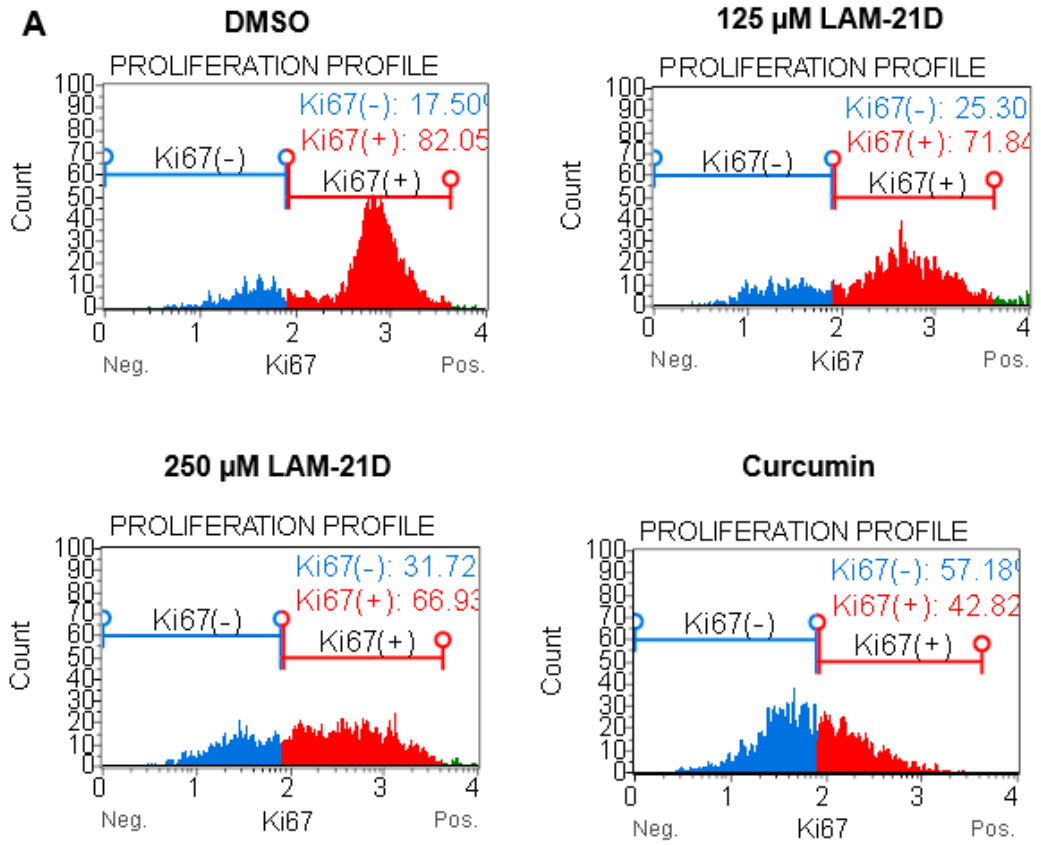 A
DMSO
PROLIFERATION PROFILE
Ki67(-): 17.50
Ki67(+): 82.05
Ki67(-)
Ki67(+)
Count
100
90
80
70
60
50
40
30
20
10
0
0 1 2 3 4
Neg. Ki67 Pos.
125 µM LAM-21D
PROLIFERATION PROFILE
Ki67(-): 25.30
Ki67(+): 71.84
Ki67(-)
Ki67(+)
Count
100
90
80
70
60
50
40
30
20
10
0
0 1 2 3 4
Neg. Ki67 Pos.
250 µM LAM-21D
PROLIFERATION PROFILE
Ki67(-): 31.72
Ki67(+): 66.93
Ki67(-)
Ki67(+)
Count
100
90
80
70
60
50
40
30
20
10
0
0 1 2 3 4
Neg. Ki67 Pos.
Curcumin
PROLIFERATION PROFILE
Ki67(-): 57.18
Ki67(+): 42.82
Ki67(-)
Ki67(+)
Count
100
90
80
70
60
50
40
30
20
10
0
0 1 2 3 4
Neg. Ki67 Pos.